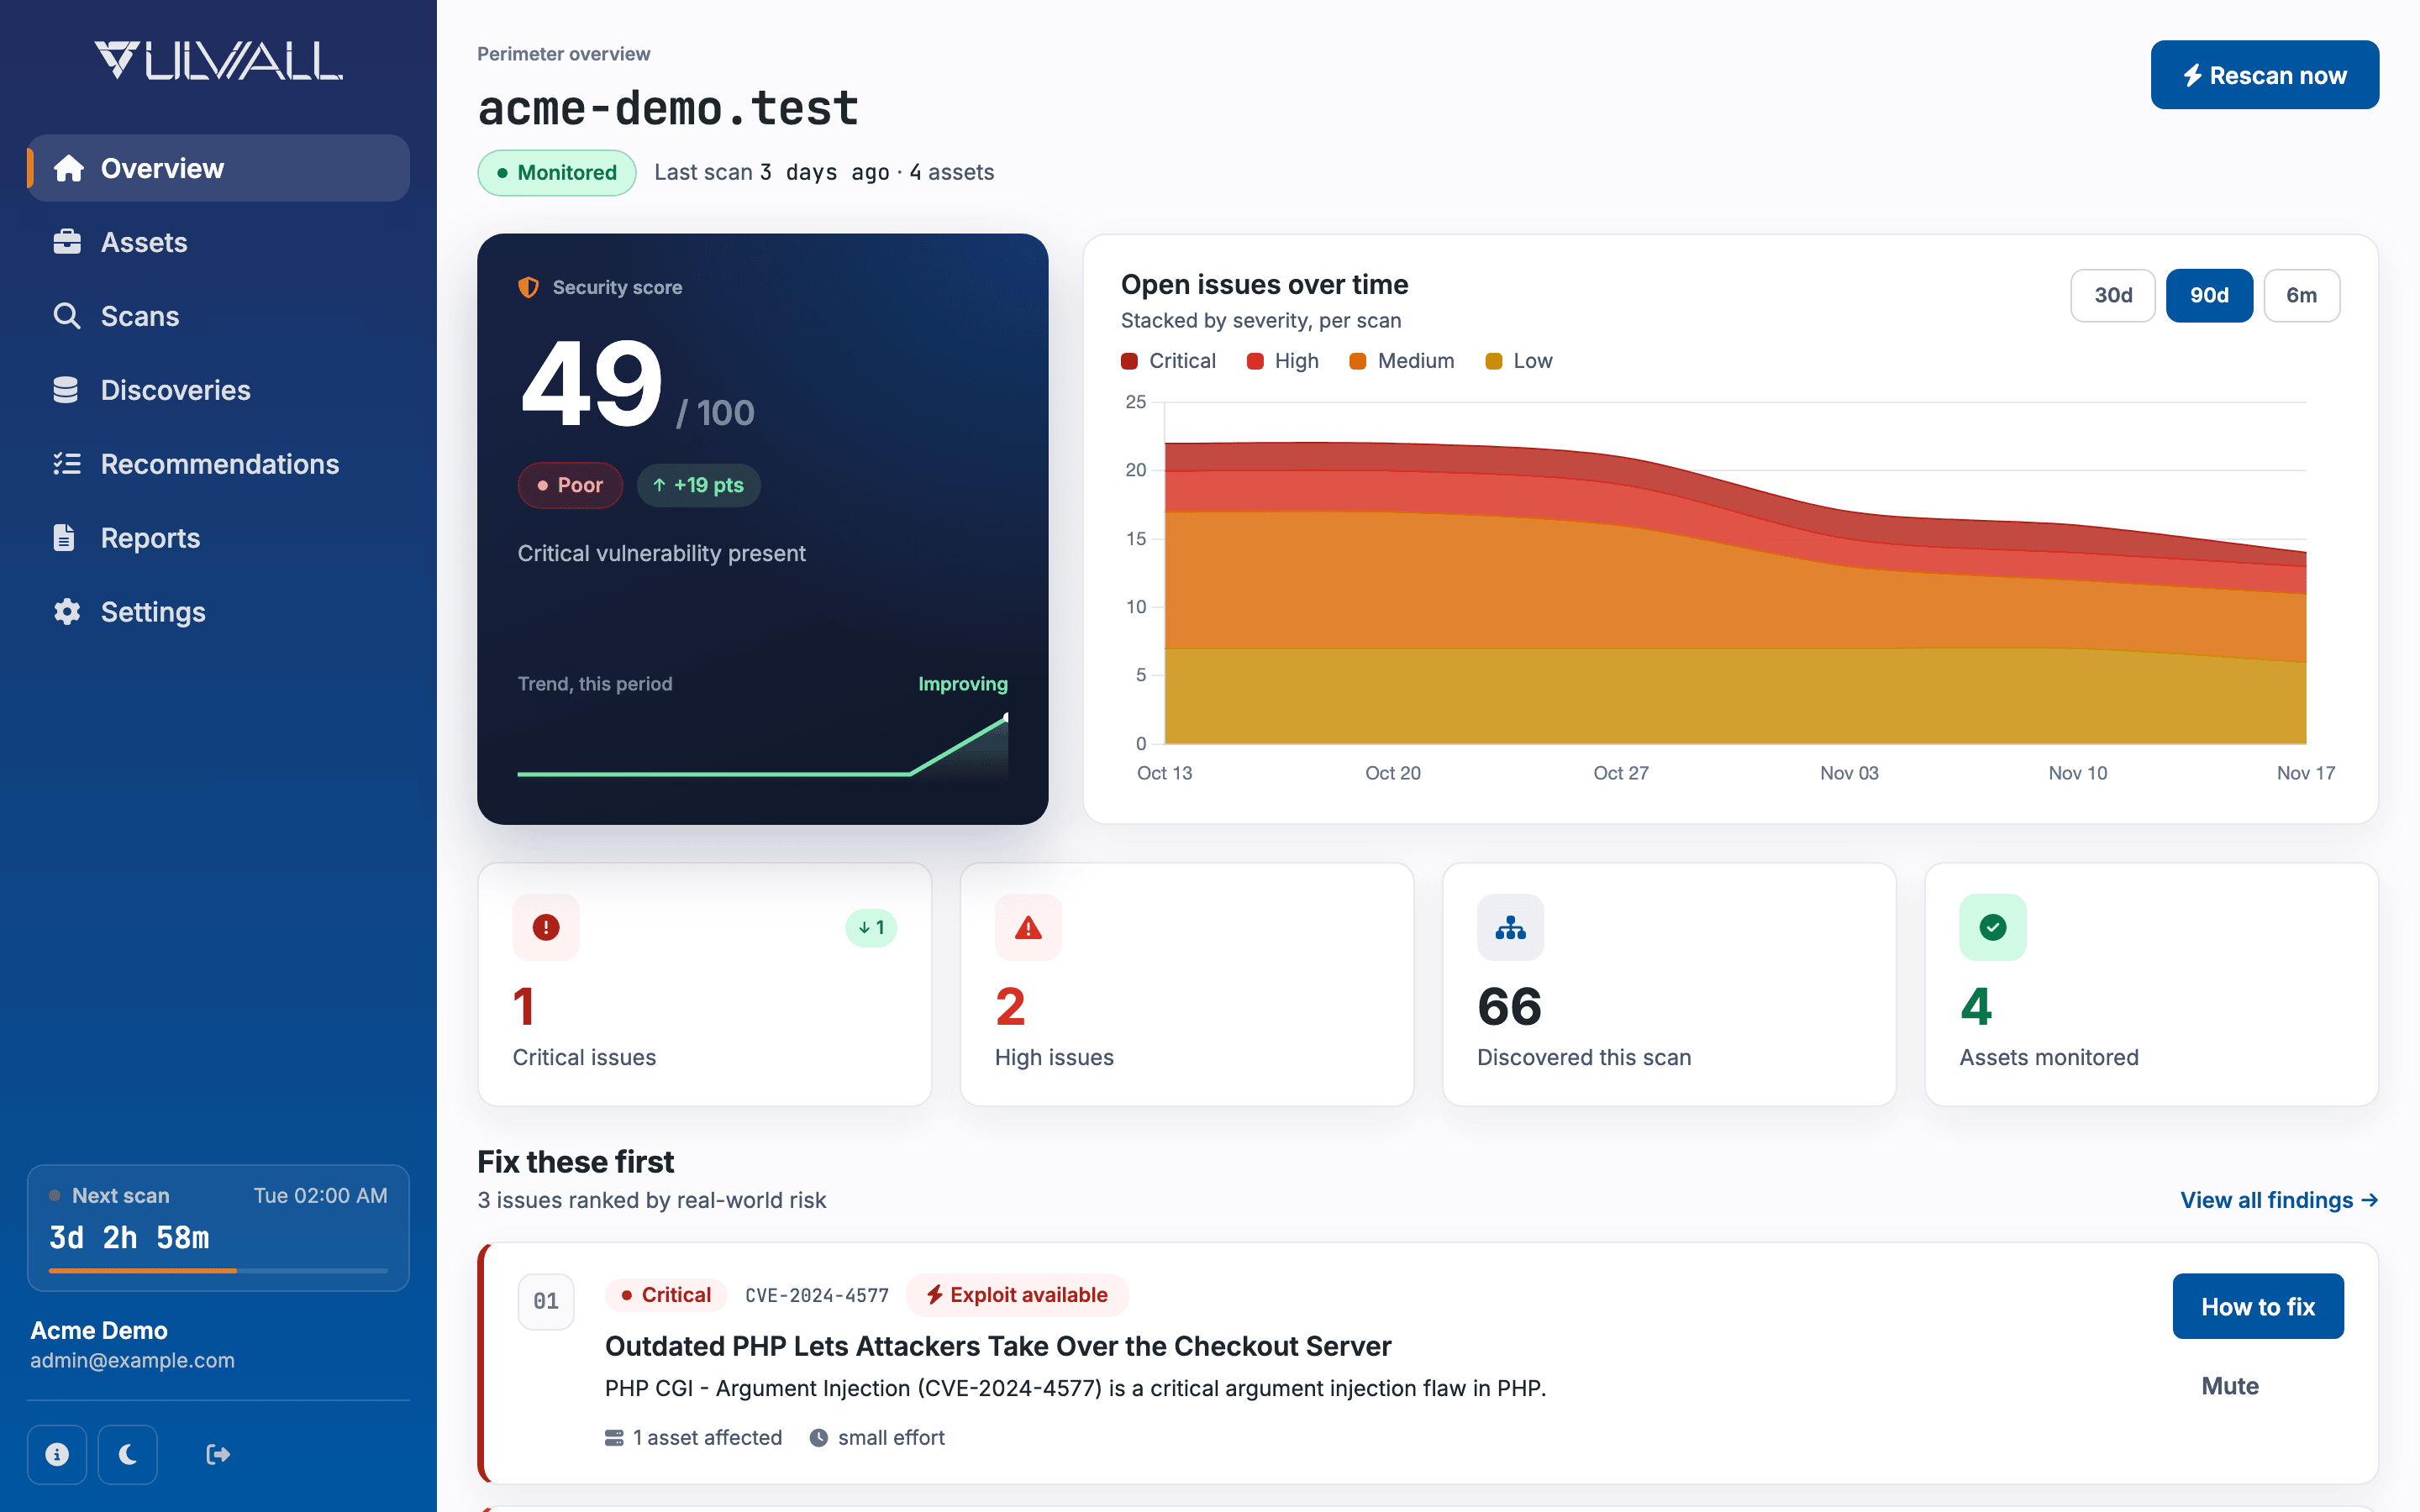 VULWALL
Overview
Assets
Scans
Discoveries
Recommendations
Reports
Settings
Next scan Tue 02:00 AM
3d 2h 58m
Acme Demo
admin@example.com
Perimeter overview
acme-demo.test
Monitored Last scan 3 days ago · 4 assets
Rescan now
Security score
49 / 100
Poor ↑ +19 pts
Critical vulnerability present
Trend, this period Improving
Open issues over time
Stacked by severity, per scan
30d 90d 6m
Critical High Medium Low
25
20
15
10
5
0
Oct 13 Oct 20 Oct 27 Nov 03 Nov 10 Nov 17
↓ 1
1
Critical issues
2
High issues
66
Discovered this scan
4
Assets monitored
Fix these first
3 issues ranked by real-world risk
View all findings →
01
Critical CVE-2024-4577 Exploit available
Outdated PHP Lets Attackers Take Over the Checkout Server
PHP CGI - Argument Injection (CVE-2024-4577) is a critical argument injection flaw in PHP.
1 asset affected small effort
How to fix
Mute